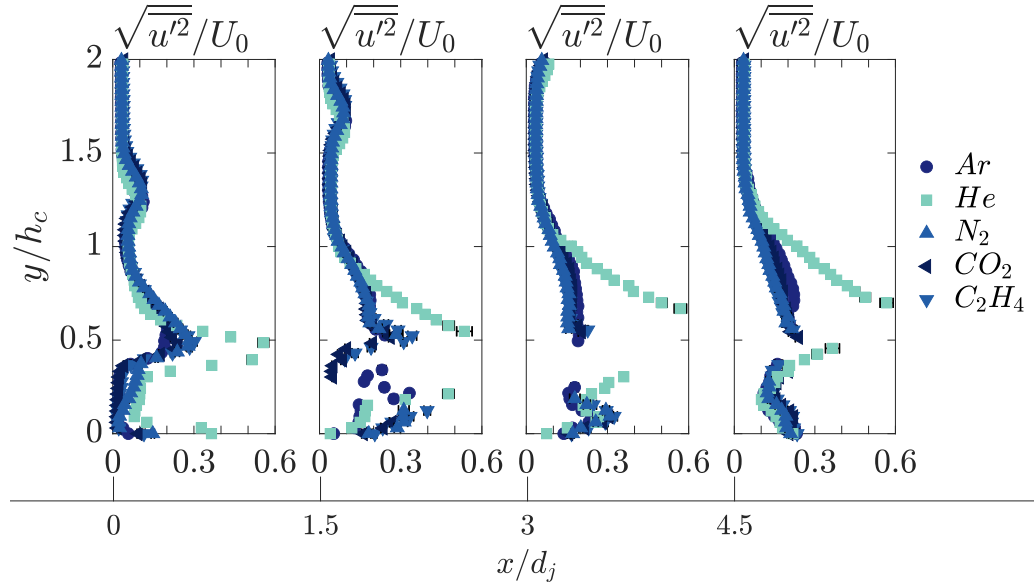 √u′²/U₀ √u′²/U₀ √u′²/U₀ √u′²/U₀
2
1.5
1
0.5
0
y/h_c
Ar
He
N₂
CO₂
C₂H₄
0 0.3 0.6 0 0.3 0.6 0 0.3 0.6 0 0.3 0.6
0 1.5 3 4.5
x/d_j